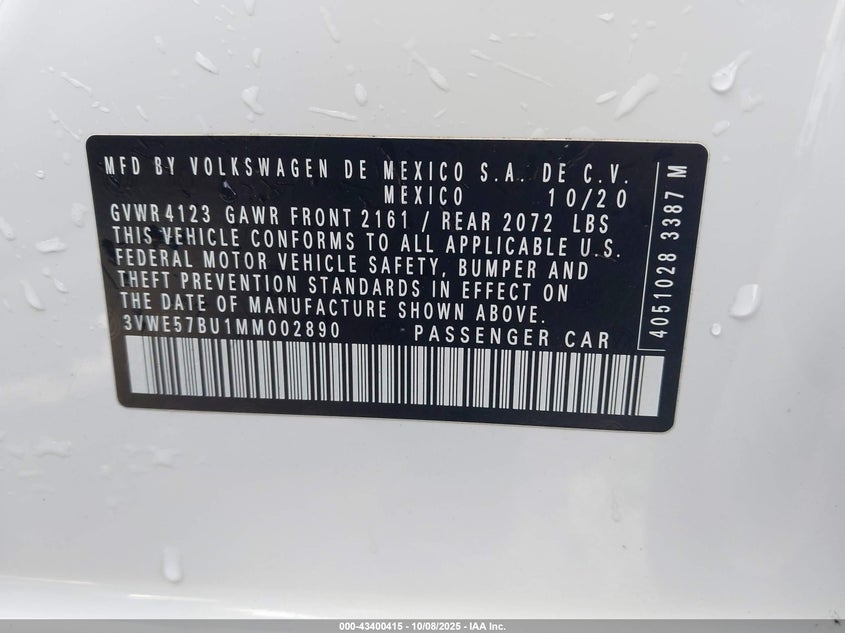 MFD BY VOLKSWAGEN DE MEXICO S.A. DE C.V.
MEXICO 10/20
GVWR 4123 GAWR FRONT 2161 / REAR 2072 LBS
THIS VEHICLE CONFORMS TO ALL APPLICABLE U.S.
FEDERAL MOTOR VEHICLE SAFETY, BUMPER AND
THEFT PREVENTION STANDARDS IN EFFECT ON
THE DATE OF MANUFACTURE SHOWN ABOVE.
3VWE57BU1MM002890 PASSENGER CAR
4051028 3387 M
000-43400415 - 10/08/2025 - IAA Inc.